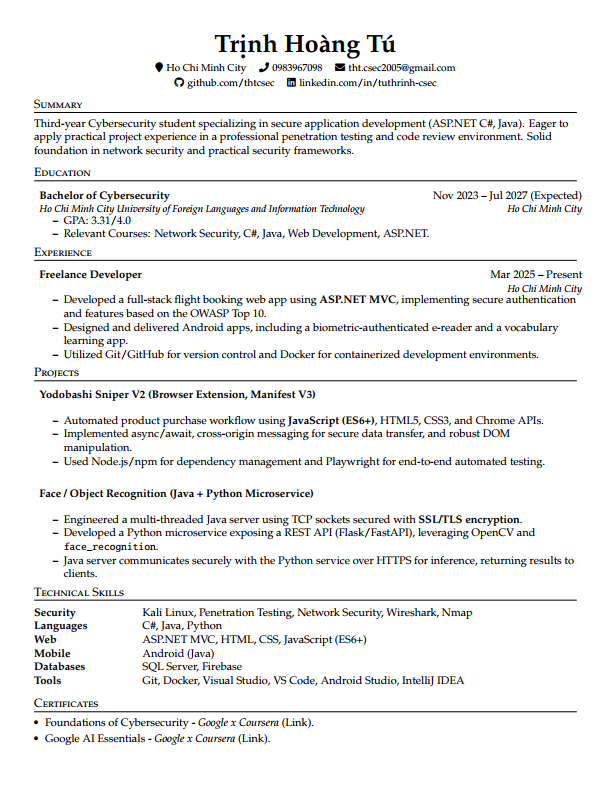 Trịnh Hoàng Tú
Ho Chi Minh City 0983967098 tht.csec2005@gmail.com
github.com/thtcsec linkedin.com/in/tuthrinh-csec
Summary
Third-year Cybersecurity student specializing in secure application development (ASP.NET C#, Java). Eager to
apply practical project experience in a professional penetration testing and code review environment. Solid
foundation in network security and practical security frameworks.
Education
Bachelor of Cybersecurity Nov 2023 – Jul 2027 (Expected)
Ho Chi Minh City University of Foreign Languages and Information Technology Ho Chi Minh City
– GPA: 3.31/4.0
– Relevant Courses: Network Security, C#, Java, Web Development, ASP.NET.
Experience
Freelance Developer Mar 2025 – Present
Ho Chi Minh City
– Developed a full-stack flight booking web app using ASP.NET MVC, implementing secure authentication
and features based on the OWASP Top 10.
– Designed and delivered Android apps, including a biometric-authenticated e-reader and a vocabulary
learning app.
– Utilized Git/GitHub for version control and Docker for containerized development environments.
Projects
Yodobashi Sniper V2 (Browser Extension, Manifest V3)
– Automated product purchase workflow using JavaScript (ES6+), HTML5, CSS3, and Chrome APIs.
– Implemented async/await, cross-origin messaging for secure data transfer, and robust DOM
manipulation.
– Used Node.js/npm for dependency management and Playwright for end-to-end automated testing.
Face / Object Recognition (Java + Python Microservice)
– Engineered a multi-threaded Java server using TCP sockets secured with SSL/TLS encryption.
– Developed a Python microservice exposing a REST API (Flask/FastAPI), leveraging OpenCV and
face_recognition.
– Java server communicates securely with the Python service over HTTPS for inference, returning results to
clients.
Technical Skills
Security Kali Linux, Penetration Testing, Network Security, Wireshark, Nmap
Languages C#, Java, Python
Web ASP.NET MVC, HTML, CSS, JavaScript (ES6+)
Mobile Android (Java)
Databases SQL Server, Firebase
Tools Git, Docker, Visual Studio, VS Code, Android Studio, IntelliJ IDEA
Certificates
• Foundations of Cybersecurity - Google x Coursera (Link).
• Google AI Essentials - Google x Coursera (Link).